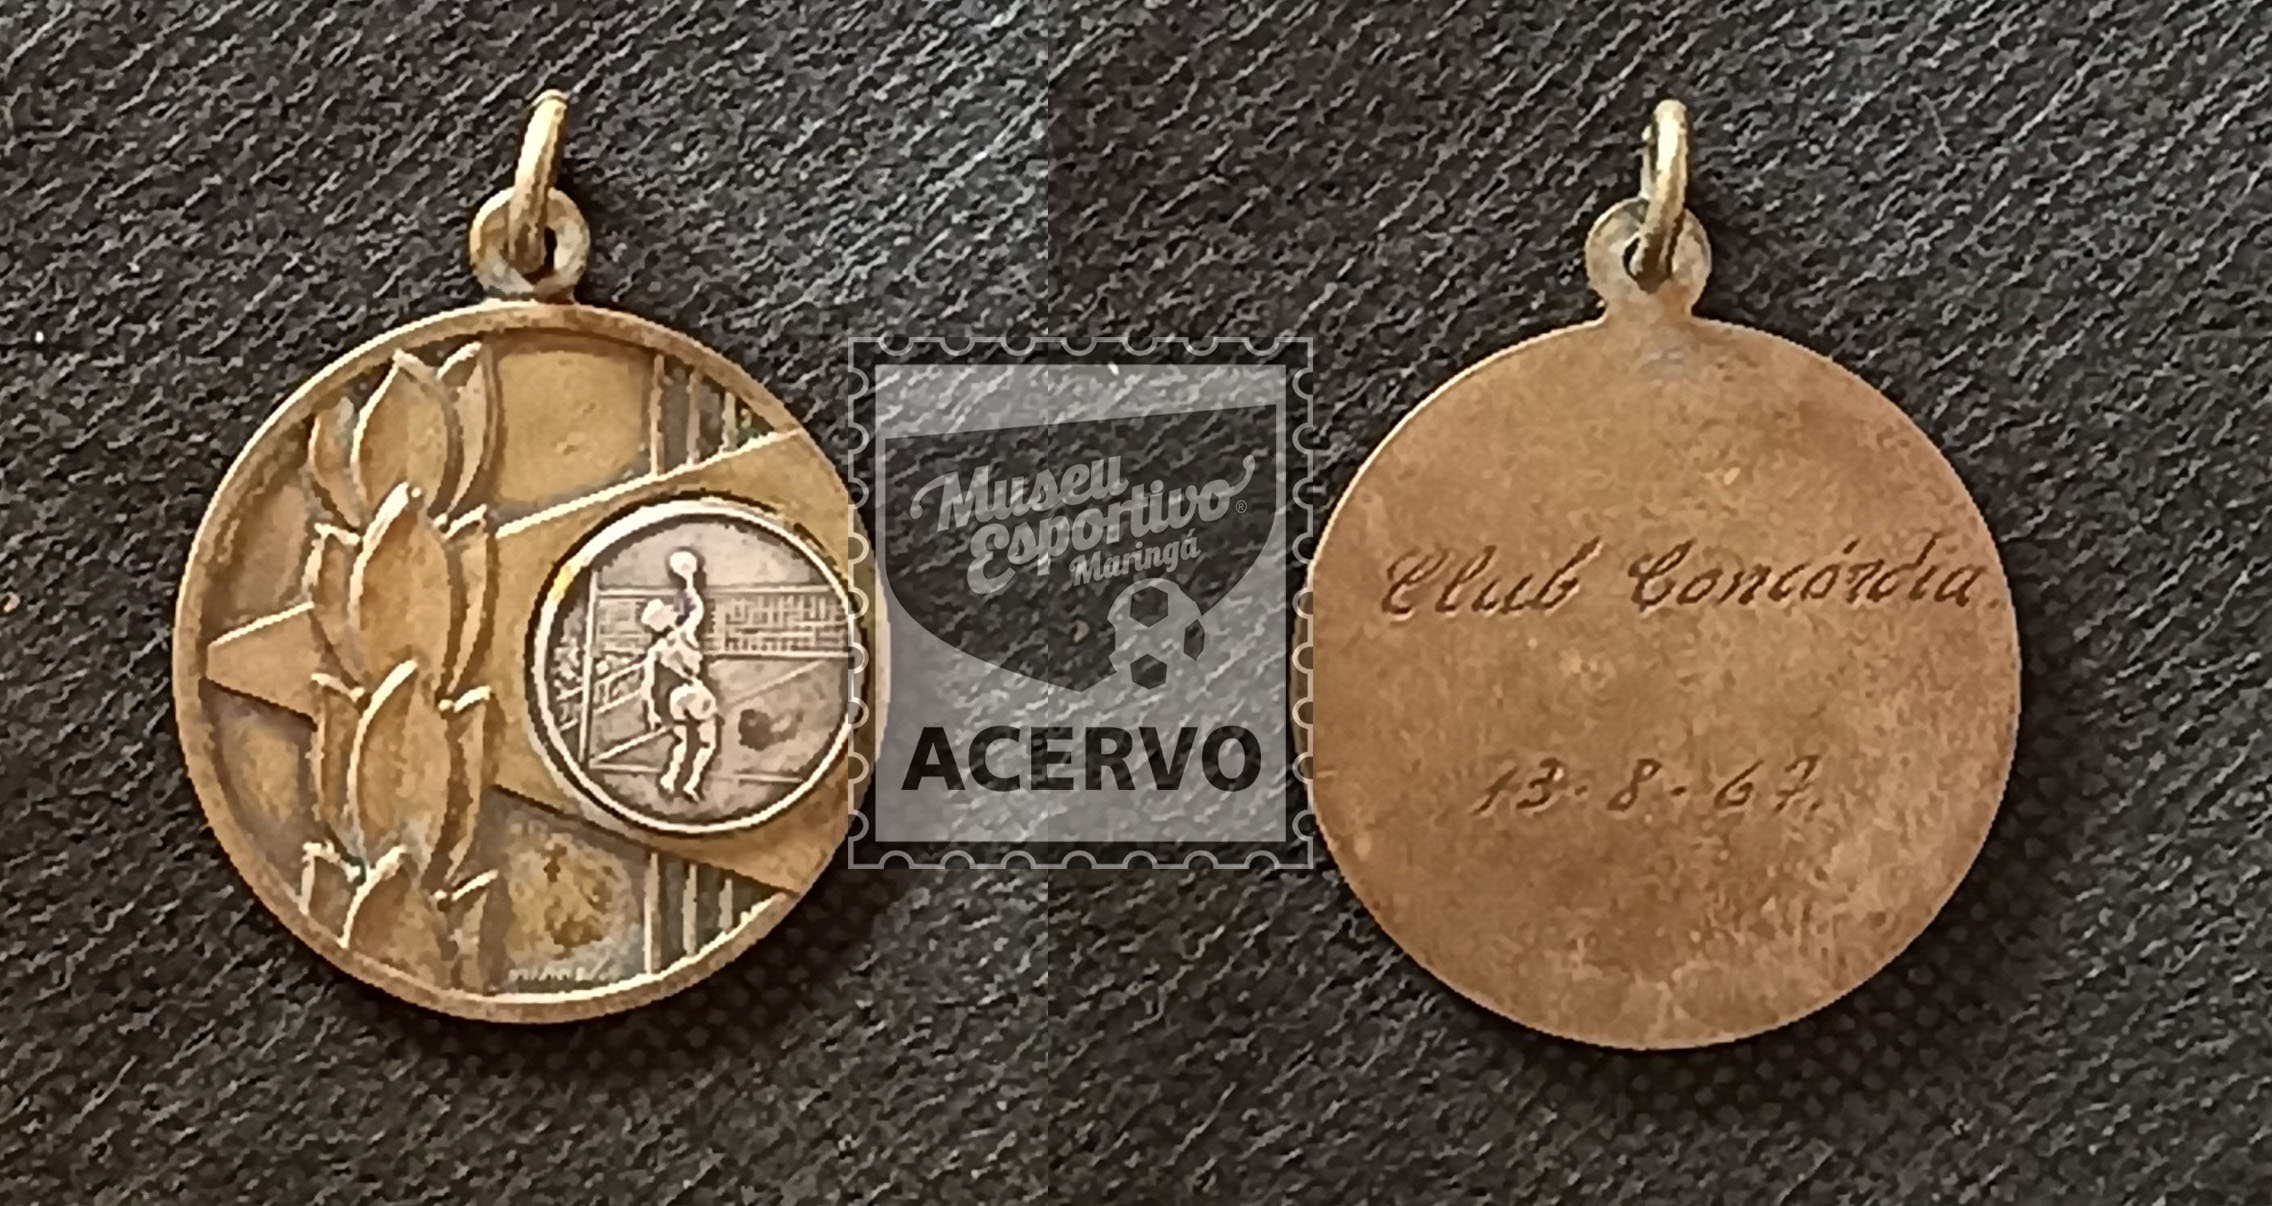 Museu
Esportivo®
Maringá
ACERVO
Club Concórdia.
13-8-67.